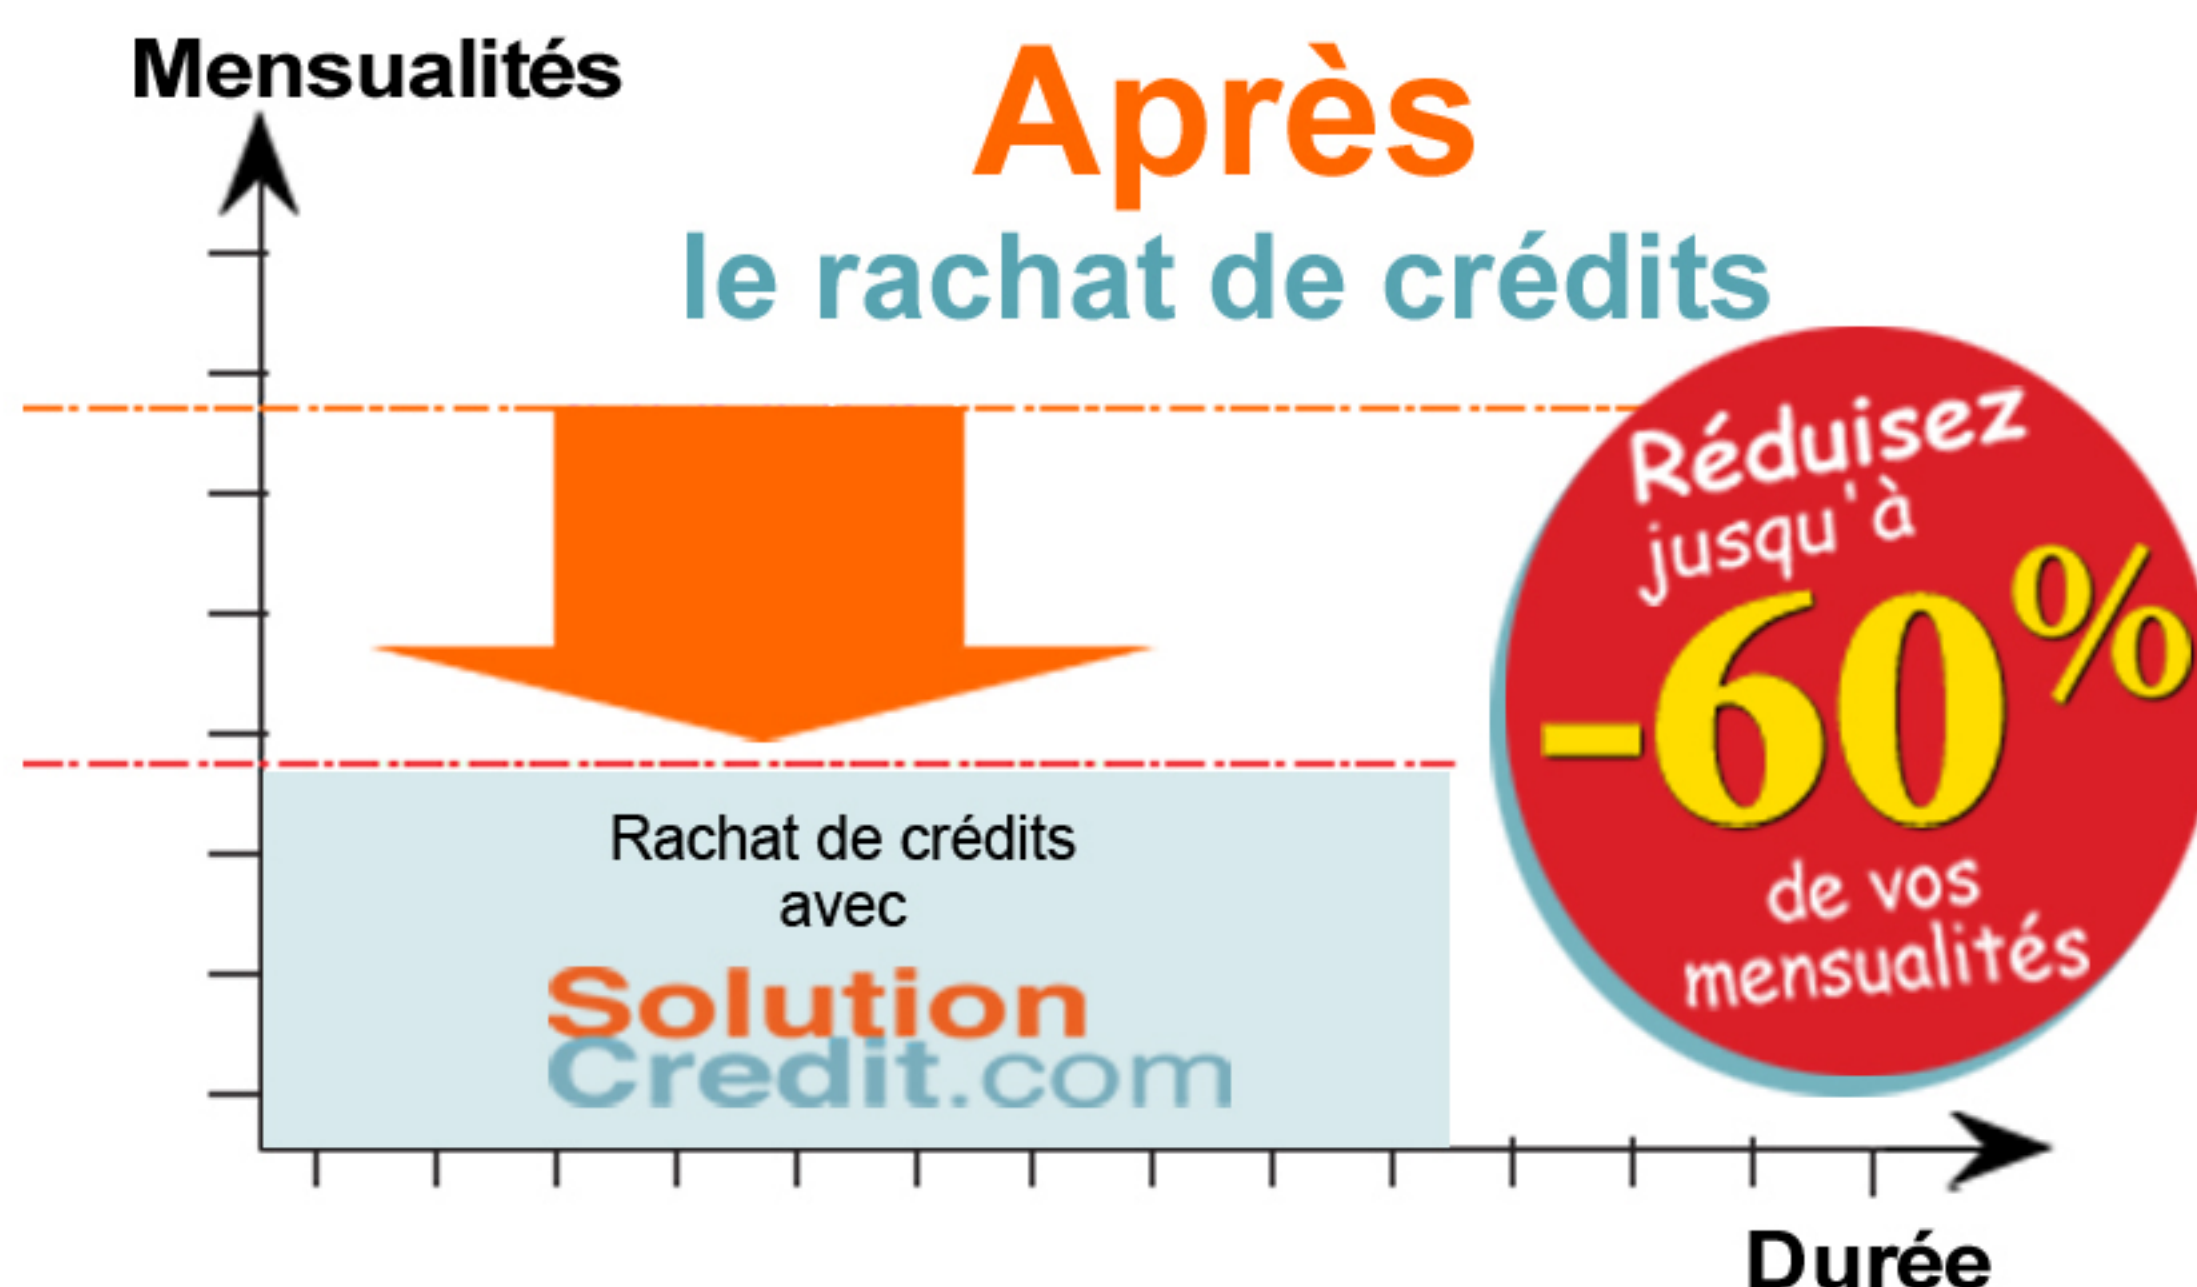 Mensualités
Après
le rachat de crédits
Réduisez
jusqu'à
-60%
de vos
mensualités
Rachat de crédits
avec
Solution
Credit.com
Durée